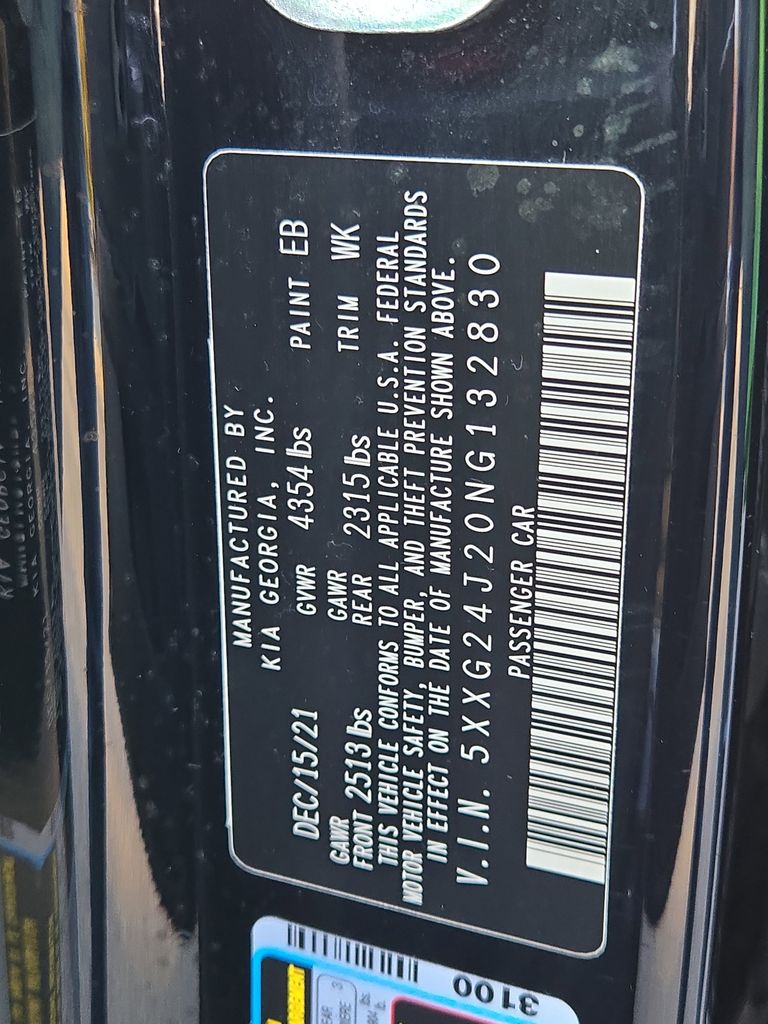 MANUFACTURED BY
KIA GEORGIA, INC.
DEC/15/21 GVWR 4354 lbs PAINT EB
GAWR FRONT 2513 lbs GAWR REAR 2315 lbs TRIM WK
THIS VEHICLE CONFORMS TO ALL APPLICABLE U.S.A. FEDERAL
MOTOR VEHICLE SAFETY, BUMPER, AND THEFT PREVENTION STANDARDS
IN EFFECT ON THE DATE OF MANUFACTURE SHOWN ABOVE.
V.I.N. 5XXG24J20NG132830
PASSENGER CAR
3100